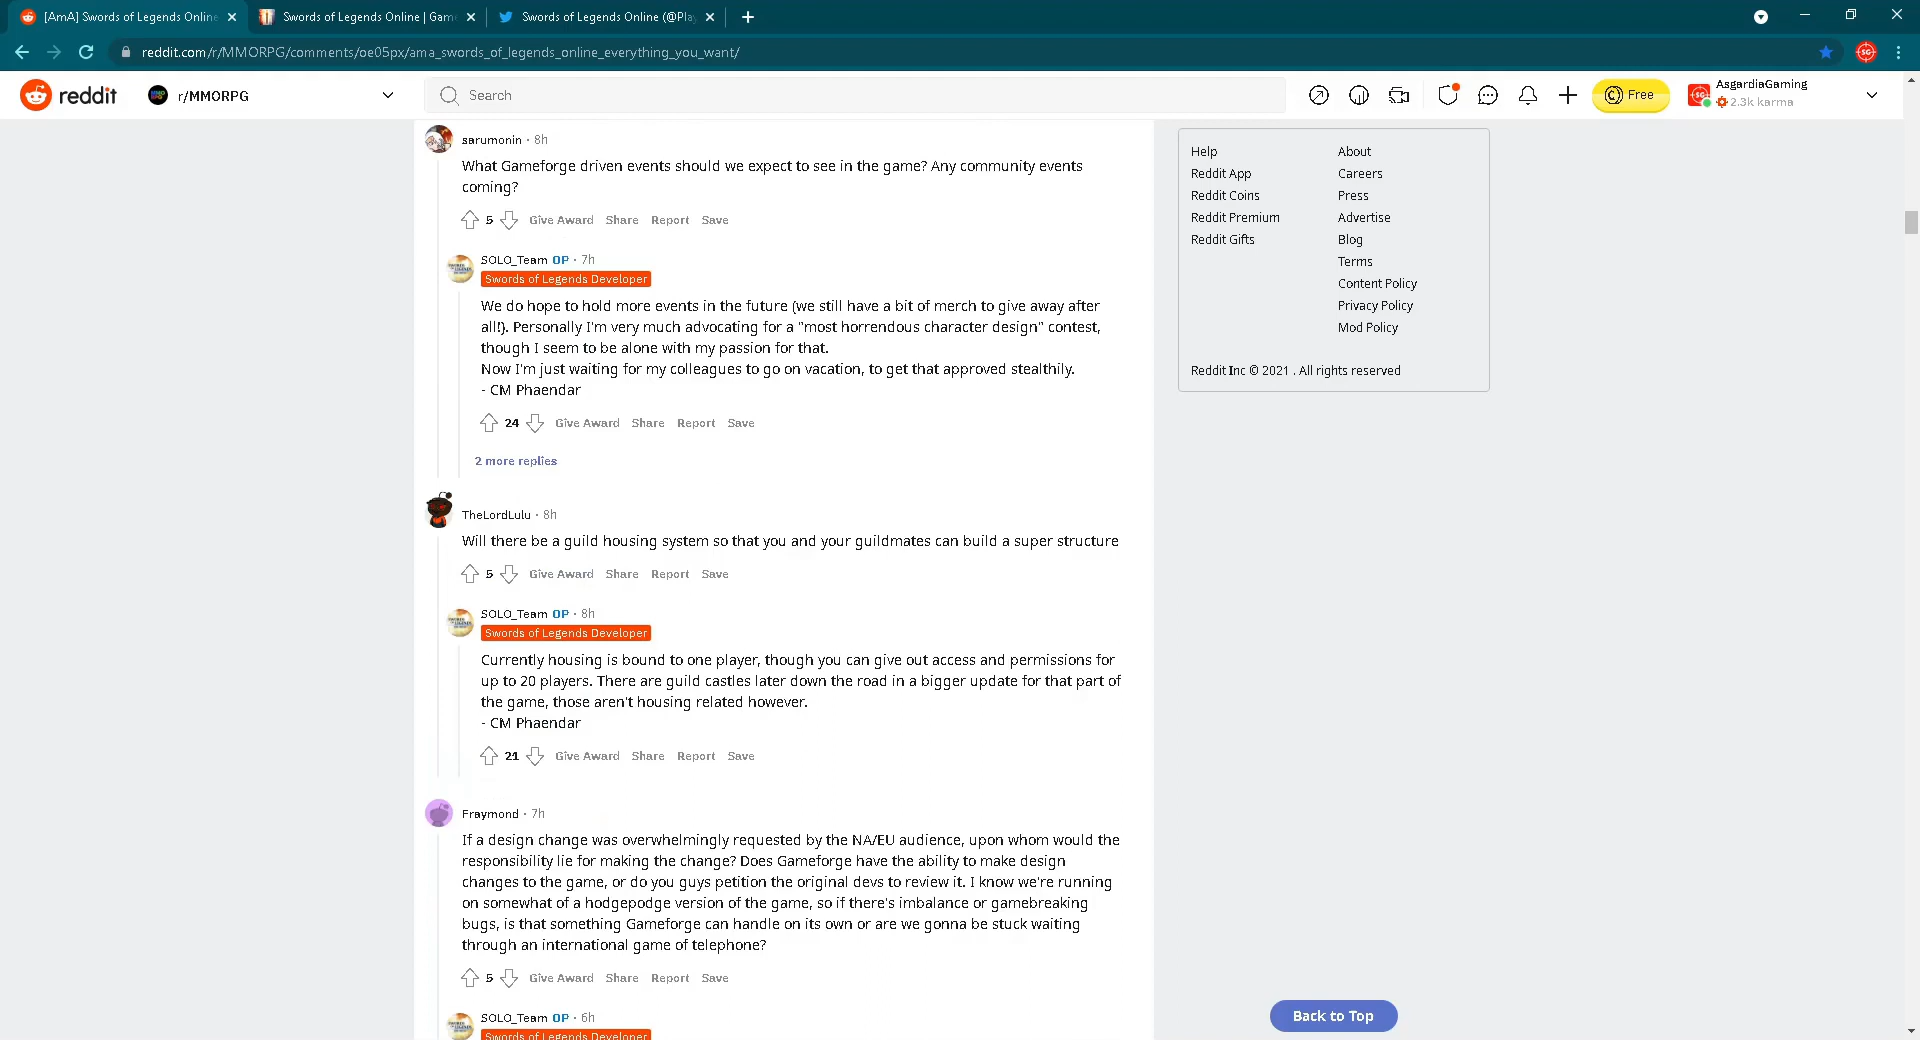 [AmA] Swords of Legends Online
Swords of Legends Online | Gam
Swords of Legends Online (@Pla
reddit.com/r/MMORPG/comments/oe05px/ama_swords_of_legends_online_everything_you_want/
reddit
r/MMORPG
Search
Free
AsgardiaGaming
2.3k karma
sarumonin · 8h
What Gameforge driven events should we expect to see in the game? Any community events
coming?
5 Give Award Share Report Save
SOLO_Team OP · 7h
Swords of Legends Developer
We do hope to hold more events in the future (we still have a bit of merch to give away after
all!). Personally I'm very much advocating for a "most horrendous character design" contest,
though I seem to be alone with my passion for that.
Now I'm just waiting for my colleagues to go on vacation, to get that approved stealthily.
- CM Phaendar
24 Give Award Share Report Save
2 more replies
TheLordLulu · 8h
Will there be a guild housing system so that you and your guildmates can build a super structure
5 Give Award Share Report Save
SOLO_Team OP · 8h
Swords of Legends Developer
Currently housing is bound to one player, though you can give out access and permissions for
up to 20 players. There are guild castles later down the road in a bigger update for that part of
the game, those aren't housing related however.
- CM Phaendar
21 Give Award Share Report Save
Fraymond · 7h
If a design change was overwhelmingly requested by the NA/EU audience, upon whom would the
responsibility lie for making the change? Does Gameforge have the ability to make design
changes to the game, or do you guys petition the original devs to review it. I know we're running
on somewhat of a hodgepodge version of the game, so if there's imbalance or gamebreaking
bugs, is that something Gameforge can handle on its own or are we gonna be stuck waiting
through an international game of telephone?
5 Give Award Share Report Save
SOLO_Team OP · 6h
Swords of Legends Developer
Help About
Reddit App Careers
Reddit Coins Press
Reddit Premium Advertise
Reddit Gifts Blog
Terms
Content Policy
Privacy Policy
Mod Policy
Reddit Inc © 2021 . All rights reserved
Back to Top